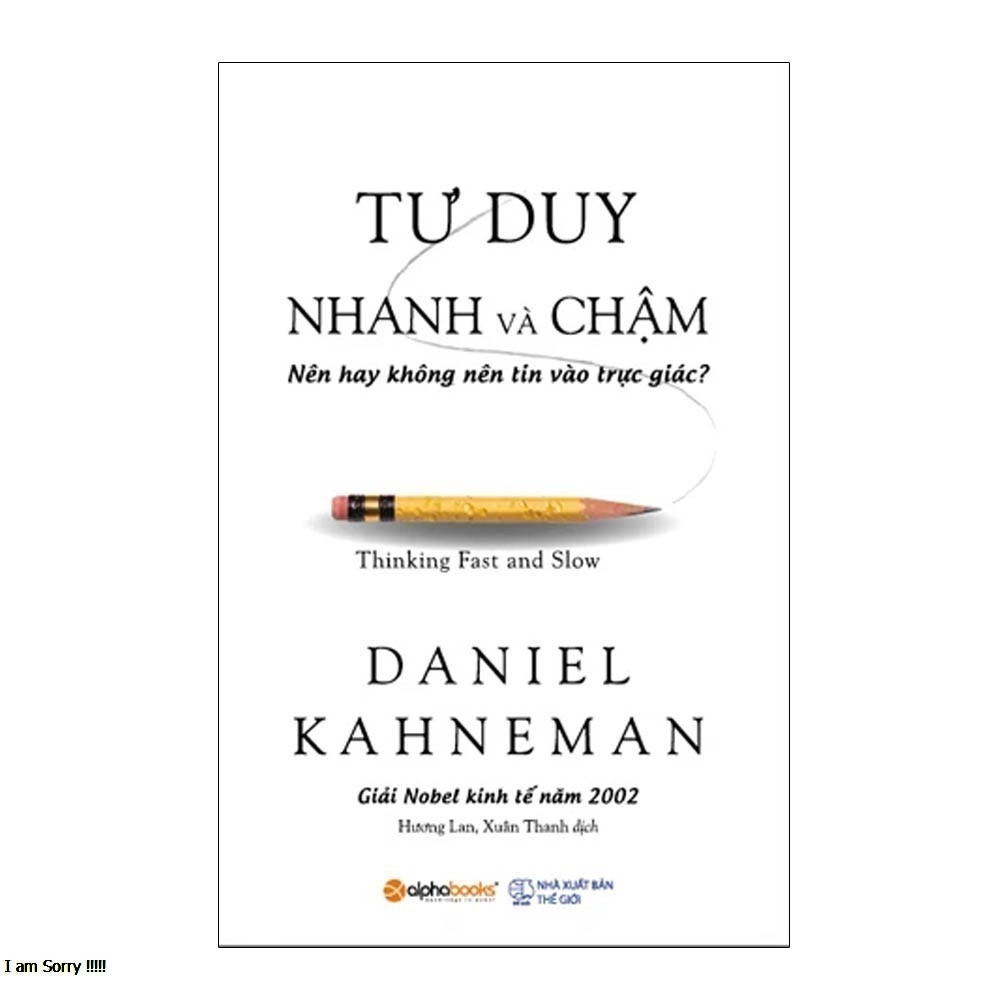 TƯ DUY
NHANH VÀ CHẬM
Nên hay không nên tin vào trực giác?
Thinking Fast and Slow
DANIEL
KAHNEMAN
Giải Nobel kinh tế năm 2002
Hương Lan, Xuân Thanh dịch
alphabooks®
NHÀ XUẤT BẢN
THẾ GIỚI
I am Sorry !!!!!